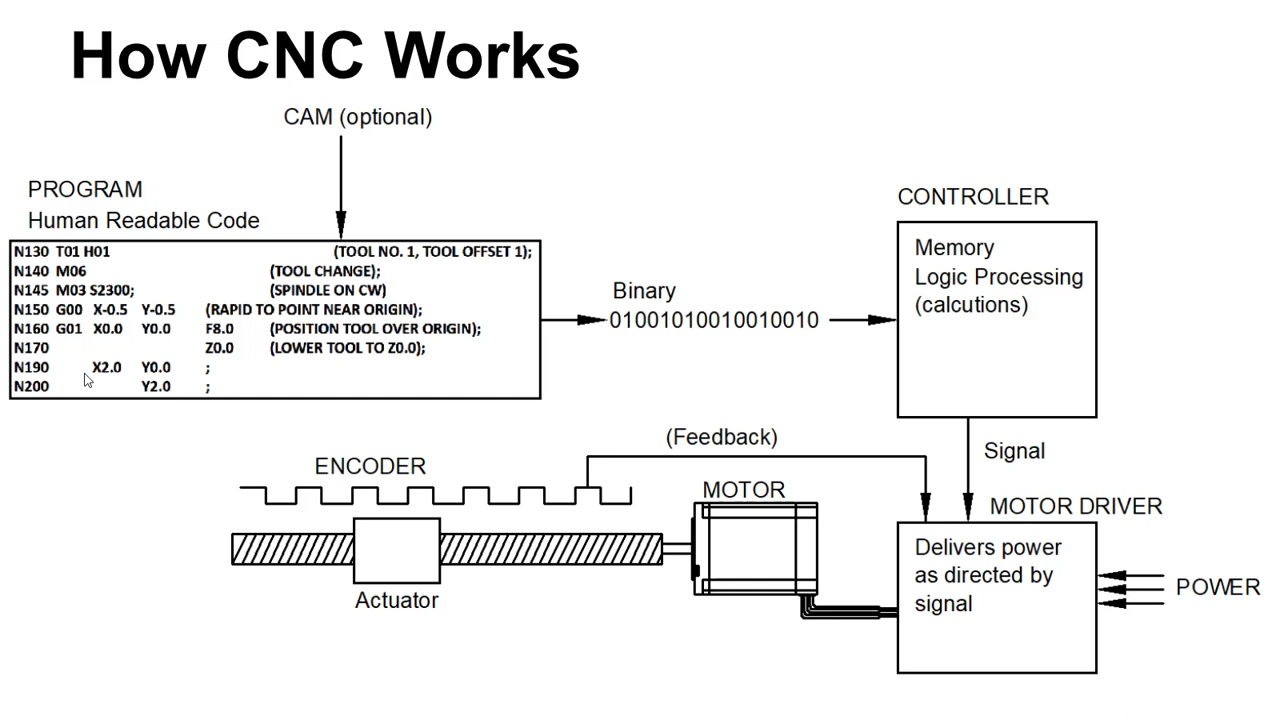 How CNC Works
CAM (optional)
PROGRAM
Human Readable Code
N130 T01 H01 (TOOL NO. 1, TOOL OFFSET 1);
N140 M06 (TOOL CHANGE);
N145 M03 S2300; (SPINDLE ON CW)
N150 G00 X-0.5 Y-0.5 (RAPID TO POINT NEAR ORIGIN);
N160 G01 X0.0 Y0.0 F8.0 (POSITION TOOL OVER ORIGIN);
N170 Z0.0 (LOWER TOOL TO Z0.0);
N190 X2.0 Y0.0 ;
N200 Y2.0 ;
Binary
01001010010010010
CONTROLLER
Memory
Logic Processing
(calcutions)
Signal
(Feedback)
ENCODER
Actuator
MOTOR
MOTOR DRIVER
Delivers power
as directed by
signal
POWER